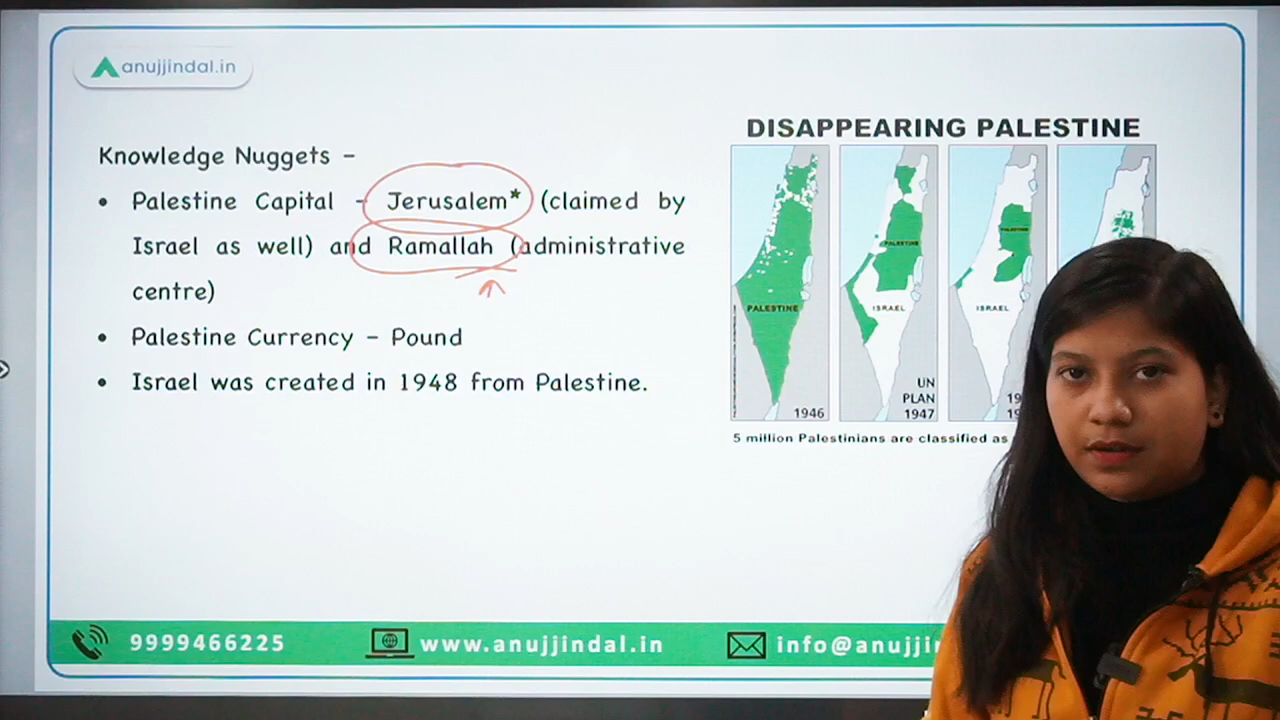 anujjindal.in
Knowledge Nuggets –
• Palestine Capital – Jerusalem* (claimed by
Israel as well) and Ramallah (administrative
centre)
• Palestine Currency – Pound
• Israel was created in 1948 from Palestine.
DISAPPEARING PALESTINE
PALESTINE
1946
PALESTINE
ISRAEL
UN
PLAN
1947
PALESTINE
ISRAEL
19
5 million Palestinians are classified as
9999466225
www.anujjindal.in
info@anujji